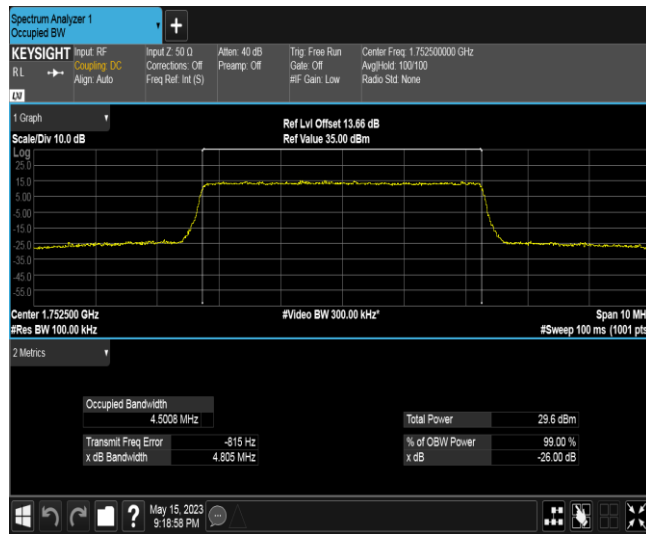 Spectrum Analyzer 1
Occupied BW
+
KEYSIGHT
RL
LXI
Input: RF
Coupling: DC
Align: Auto
Input Z: 50 Ω
Corrections: Off
Freq Ref: Int (S)
Atten: 40 dB
Preamp: Off
Trig: Free Run
Gate: Off
#IF Gain: Low
Center Freq: 1.752500000 GHz
Avg|Hold: 100/100
Radio Std: None
1 Graph
Scale/Div 10.0 dB
Ref Lvl Offset 13.66 dB
Ref Value 35.00 dBm
Log
25.0
15.0
5.00
-5.00
-15.0
-25.0
-35.0
-45.0
-55.0
Center 1.752500 GHz
#Video BW 300.00 kHz*
Span 10 MH
#Res BW 100.00 kHz
#Sweep 100 ms (1001 pts
2 Metrics
Occupied Bandwidth
4.5008 MHz
Total Power 29.6 dBm
Transmit Freq Error -815 Hz
% of OBW Power 99.00 %
x dB Bandwidth 4.805 MHz
x dB -26.00 dB
?
May 15, 2023
9:18:58 PM